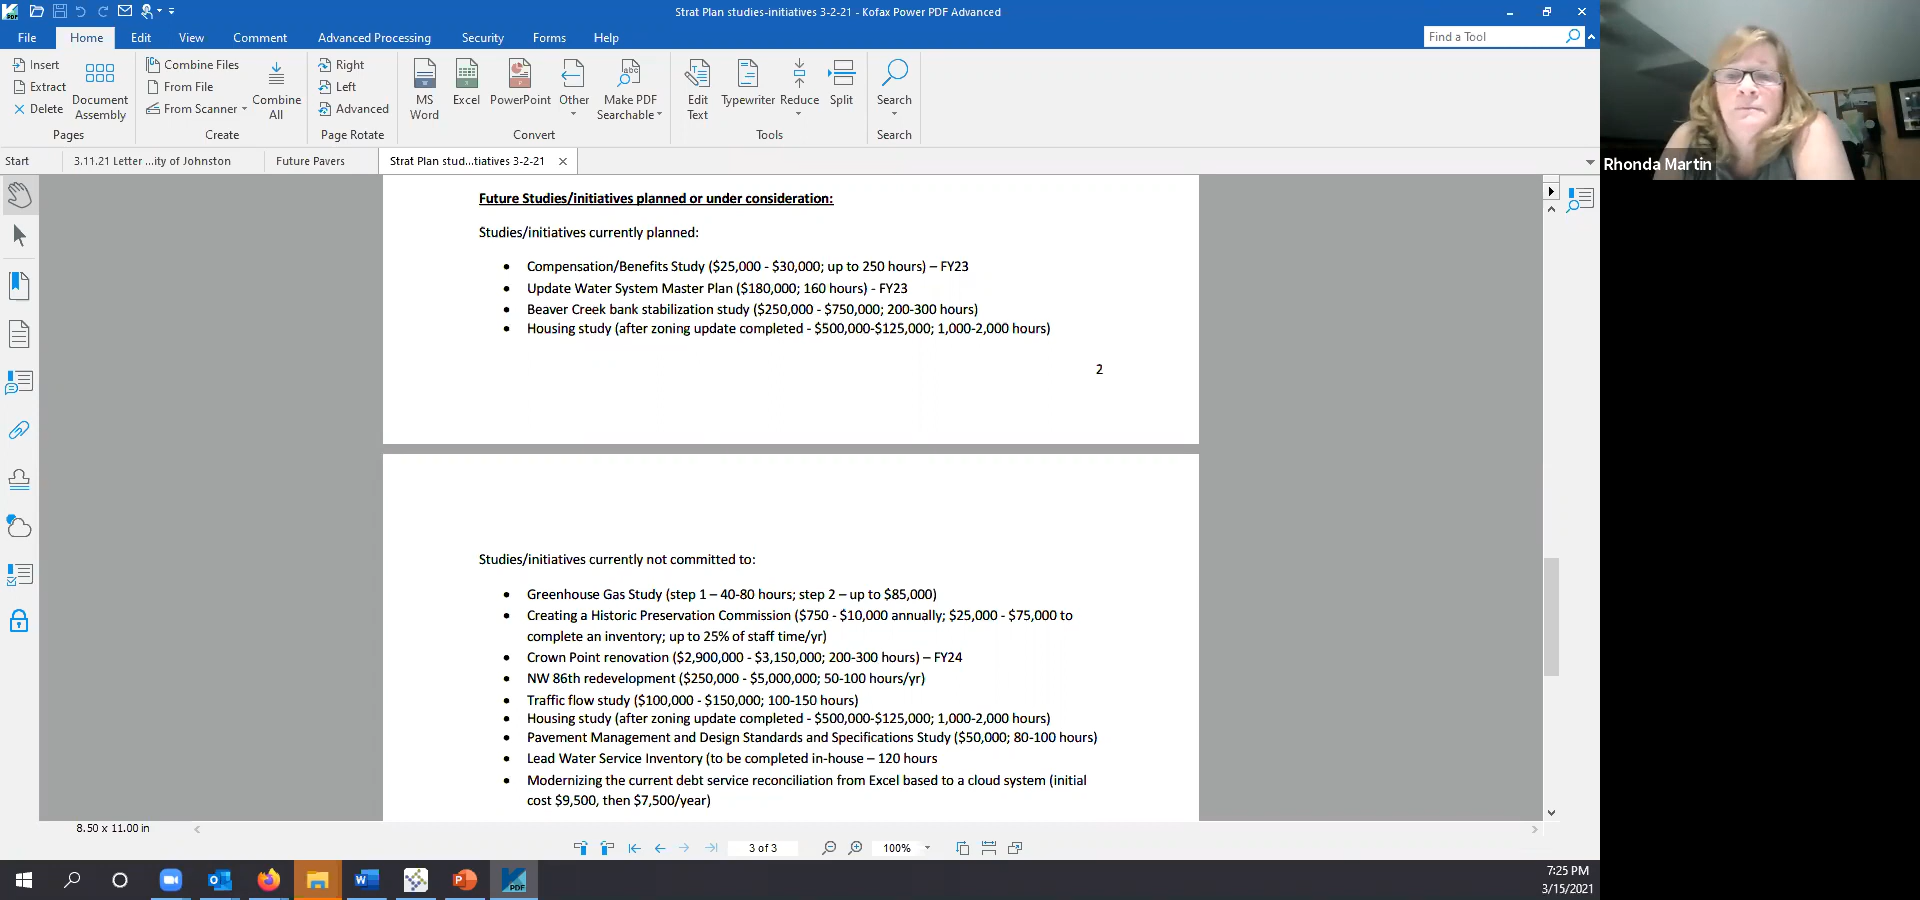 Strat Plan studies-initiatives 3-2-21 - Kofax Power PDF Advanced
File Home Edit View Comment Advanced Processing Security Forms Help
Find a Tool
Insert
Extract
Delete
Document
Assembly
Pages
Combine Files
From File
From Scanner
Combine
All
Create
Right
Left
Advanced
Page Rotate
MS
Word
Excel
PowerPoint
Other
Make PDF
Searchable
Convert
Edit
Text
Typewriter
Reduce
Split
Tools
Search
Search
Rhonda Martin
Start
3.11.21 Letter ...ity of Johnston
Future Pavers
Strat Plan stud...tiatives 3-2-21
Future Studies/initiatives planned or under consideration:
Studies/initiatives currently planned:
• Compensation/Benefits Study ($25,000 - $30,000; up to 250 hours) – FY23
• Update Water System Master Plan ($180,000; 160 hours) - FY23
• Beaver Creek bank stabilization study ($250,000 - $750,000; 200-300 hours)
• Housing study (after zoning update completed - $500,000-$125,000; 1,000-2,000 hours)
2
Studies/initiatives currently not committed to:
• Greenhouse Gas Study (step 1 – 40-80 hours; step 2 – up to $85,000)
• Creating a Historic Preservation Commission ($750 - $10,000 annually; $25,000 - $75,000 to
complete an inventory; up to 25% of staff time/yr)
• Crown Point renovation ($2,900,000 - $3,150,000; 200-300 hours) – FY24
• NW 86th redevelopment ($250,000 - $5,000,000; 50-100 hours/yr)
• Traffic flow study ($100,000 - $150,000; 100-150 hours)
• Housing study (after zoning update completed - $500,000-$125,000; 1,000-2,000 hours)
• Pavement Management and Design Standards and Specifications Study ($50,000; 80-100 hours)
• Lead Water Service Inventory (to be completed in-house – 120 hours
• Modernizing the current debt service reconciliation from Excel based to a cloud system (initial
cost $9,500, then $7,500/year)
8.50 x 11.00 in
3 of 3
100%
7:25 PM
3/15/2021